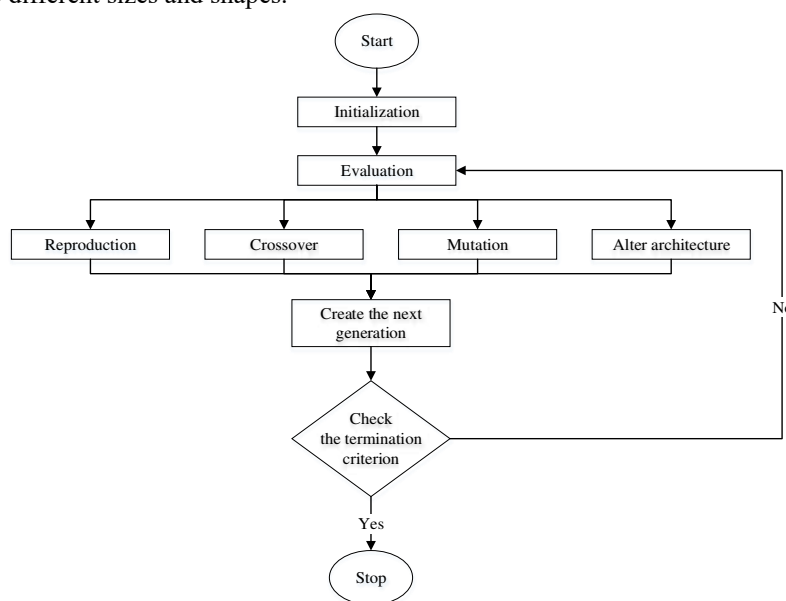 different sizes and shapes.
Start
Initialization
Evaluation
Reproduction
Crossover
Mutation
Alter architecture
Create the next
generation
No
Check
the termination
criterion
Yes
Stop